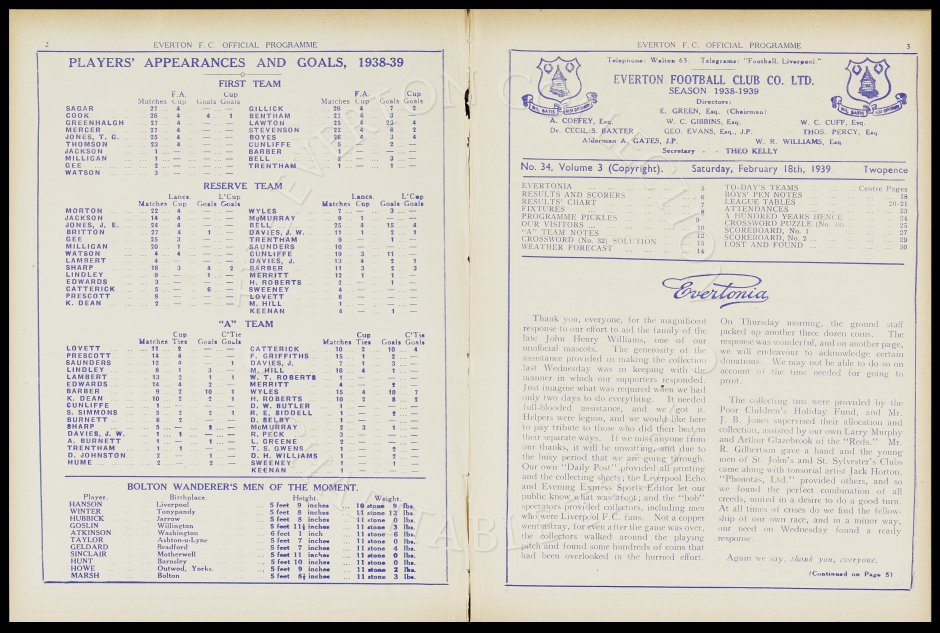 2 EVERTON F. C. OFFICIAL PROGRAMME
PLAYERS' APPEARANCES AND GOALS, 1938-39
FIRST TEAM
F.A. Cup
Matches Cup Goals Goals
SAGAR 27 4 — —
COOK 26 4 4 1
GREENHALGH 27 4 — —
MERCER 27 4 — —
JONES, T. G. 25 4 — —
THOMSON 23 4 — —
JACKSON 1 — — —
MILLIGAN 1 — — —
GEE 2 — — —
WATSON 3 — — —
F.A. Cup
Matches Cup Goals Goals
GILLICK 26 4 7 2
BENTHAM 27 4 3 —
LAWTON 25 4 23 4
STEVENSON 22 4 8 2
BOYES 26 4 3 4
CUNLIFFE 2 — 2 —
BARBER 1 — — —
BELL 2 — 3 —
TRENTHAM 1 — 1 —
RESERVE TEAM
Lancs. L'Cup
Matches Cup Goals Goals
MORTON 22 4 — —
JACKSON 14 4 — —
JONES, J. E. 24 4 — —
BRITTON 27 4 1 —
GEE 25 3 — —
MILLIGAN 20 1 — —
WATSON 4 4 — —
LAMBERT 4 — — —
SHARP 16 3 4 2
LINDLEY 9 — 1 —
EDWARDS 3 — — —
CATTERICK 5 — 6 —
PRESCOTT 8 — — —
K. DEAN 2 — — —
Lancs. L'Cup
Matches Cup Goals Goals
WYLES 7 — 3 —
McMURRAY 9 1 — —
BELL 25 4 15 4
DAVIES, J. W. 11 1 2 1
TRENTHAM 9 — 1 —
SAUNDERS 10 — — —
CUNLIFFE 19 3 11 —
DAVIES, J. 13 4 2 1
BARBER 11 3 2 3
MERRITT 12 1 1 —
H. ROBERTS 2 — 1 —
SWEENEY 4 — — —
LOVETT 8 — — —
M. HILL 1 — — —
KEENAN 4 — 1 —
"A" TEAM
Cup C'Tie
Matches Ties Goals Goals
LOVETT 11 2 — —
PRESCOTT 14 4 — —
SAUNDERS 12 4 — 1
LINDLEY 8 1 3 —
LAMBERT 13 2 1 1
EDWARDS 14 4 2 —
BARBER 9 2 10 1
K. DEAN 10 2 2 1
CUNLIFFE 1 — — —
S. SIMMONS 5 2 2 1
BURNETT 8 2 — —
SHARP 5 — 2 —
DAVIES, J. W. 1 1 — —
A. BURNETT 1 — 1 —
TRENTHAM 1 1 — —
D. JOHNSTON 2 — 1 —
HUME 2 — 2 —
Cup C'Tie
Matches Ties Goals Goals
CATTERICK 10 2 10 4
F. GRIFFITHS 15 1 2 —
DAVIES, J. 7 1 3 —
M. HILL 16 4 1 —
W. T. ROBERTS 1 — — —
MERRITT 4 — 2 —
WYLES 15 4 10 7
H. ROBERTS 10 2 8 1
D. W. BUTLER 1 — — —
R. E. SIDDELL 1 — 2 —
D. SELBY 1 — — —
McMURRAY 2 3 1 —
R. PECK 3 — — —
L. GREENE 2 — — —
T. S. OWENS 1 — 2 —
D. H. WILLIAMS 1 — 2 —
SWEENEY 1 — 1 —
KEENAN 1 — — —
BOLTON WANDERER'S MEN OF THE MOMENT.
Player. Birthplace. Height. Weight.
HANSON Liverpool 5 feet 9 inches 10 stone 9 lbs.
WINTER Tonypandy 5 feet 8 inches 11 stone 12 lbs.
HUBBICK Jarrow 5 feet 8 inches 11 stone 0 lbs.
GOSLIN Willington 5 feet 11½ inches 11 stone 3 lbs.
ATKINSON Washington 6 feet 1 inch 11 stone 6 lbs.
TAYLOR Ashton-u-Lyne 5 feet 7 inches 11 stone 0 lbs.
GELDARD Bradford 5 feet 7 inches 11 stone 4 lbs.
SINCLAIR Motherwell 5 feet 11 inches 11 stone 0 lbs.
HUNT Barnsley 5 feet 10 inches 11 stone 0 lbs.
HOWE Outwod, Yorks. 5 feet 9 inches 11 stone 2 lbs.
MARSH Bolton 5 feet 8½ inches 11 stone 3 lbs.
EVERTON F. C. OFFICIAL PROGRAMME 3
Telephone: Walton 63. Telegrams: "Football, Liverpool."
EVERTON FOOTBALL CLUB CO. LTD.
SEASON 1938-1939
Directors:
E. GREEN, Esq. (Chairman)
A. COFFEY, Esq. W. C. GIBBINS, Esq. W. C. CUFF, Esq.
Dr. CECIL S. BAXTER GEO. EVANS, Esq., J.P. THOS. PERCY, Esq
Alderman A. GATES, J.P. W. R. WILLIAMS, Esq.
Secretary - - THEO KELLY
No. 34, Volume 3 (Copyright). Saturday, February 18th, 1939 Twopence
EVERTONIA 3
RESULTS AND SCORERS 6
RESULTS' CHART 7
FIXTURES 8
PROGRAMME PICKLES 9
OUR VISITORS 10
"A" TEAM NOTES 12
CROSSWORD (No. 32) SOLUTION 13
WEATHER FORECAST 14
TO-DAY'S TEAMS Centre Pages
BOYS' PEN NOTES 18
LEAGUE TABLES 20-21
ATTENDANCES 23
A HUNDRED YEARS HENCE 24
CROSSWORD PUZZLE (No. 33) 25
SCOREBOARD, No. 1 27
SCOREBOARD, No. 2 29
LOST AND FOUND 30
Evertonia
Thank you, everyone, for the magnificent
response to our effort to aid the family of the
late John Henry Williams, one of our
unofficial mascots. The generosity of the
assistance provided in making the collection
last Wednesday was in keeping with the
manner in which our supporters responded.
Just imagine what was required when we had
only two days to do everything. It needed
full-blooded assistance, and we got it.
Helpers were legion, and we would like here
to pay tribute to those who did their best in
their separate ways. If we miss anyone from
our thanks, it will be unwitting, and due to
the busy period that we are going through.
Our own "Daily Post" provided all printing
and the collecting sheets; the Liverpool Echo
and Evening Express Sports Editor let our
public know what was afoot; and the "bob"
spectators provided collectors, including men
who were Liverpool F.C. fans. Not a copper
went astray, for even after the game was over,
the collectors walked around the playing
pitch and found some hundreds of coins that
had been overlooked in the hurried effort.
On Thursday morning, the ground staff
picked up another three dozen coins. The
response was wonderful, and on another page,
we will endeavour to acknowledge certain
donations. We may not be able to do so on
account of the time needed for going to
print.
The collecting tins were provided by the
Poor Children's Holiday Fund, and Mr.
J. B. Jones supervised their allocation and
collection, assisted by our own Larry Murphy
and Arthur Glazebrook of the "Reds." Mr.
R. Gilbertson gave a hand and the young
men of St. John's and St. Sylvester's Clubs
came along with tonsorial artist Jack Horton.
"Phonotas, Ltd." provided others, and so
we found the perfect combination of all
creeds, united in a desire to do a good turn.
At all times of crises do we find the fellow-
ship of our own race, and in a minor way,
our need on Wednesday found a ready
response.
Again we say, thank you, everyone.
(Continued on Page 5)